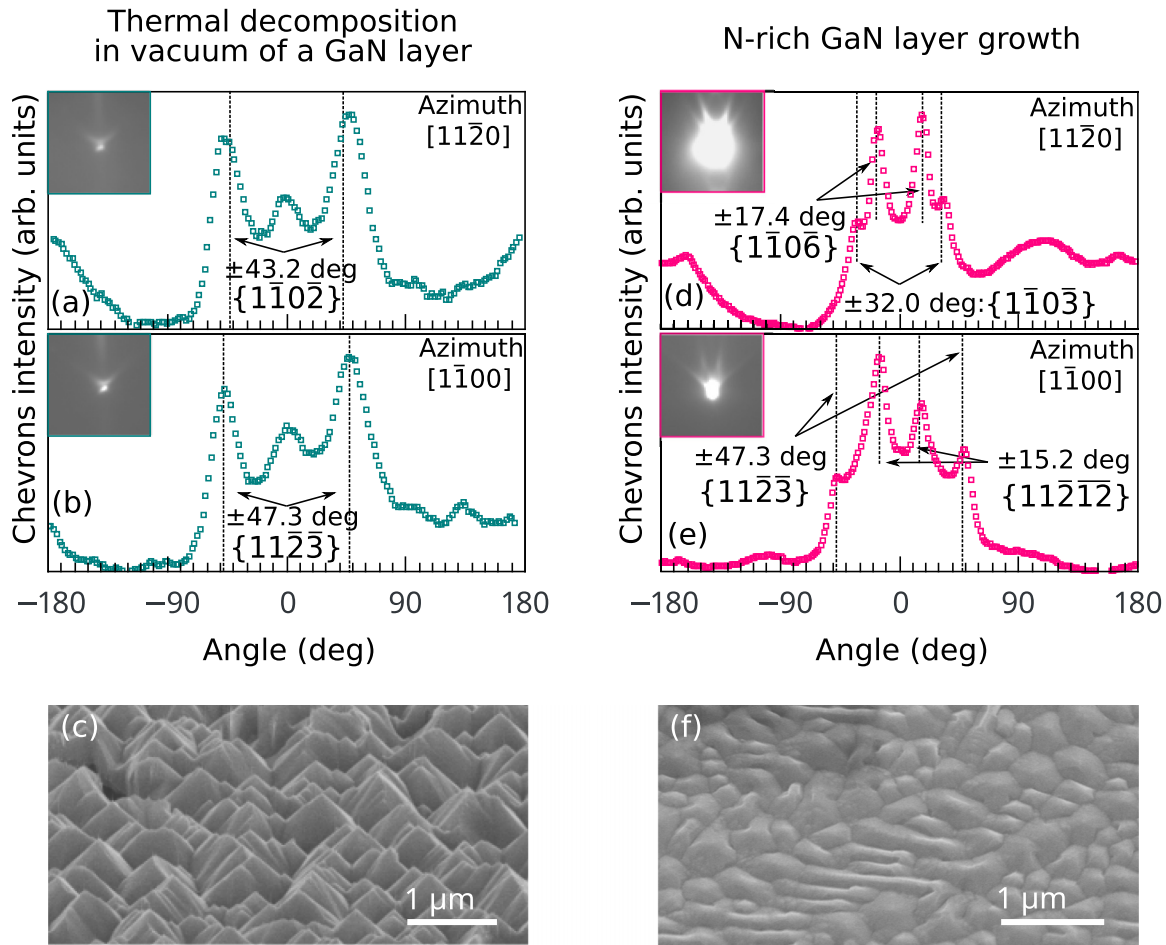 Thermal decomposition
in vacuum of a GaN layer
N-rich GaN layer growth
Chevrons intensity (arb. units)
Azimuth
[112̅0]
±43.2 deg
{11̅02̅}
(a)
Azimuth
[11̅00]
±47.3 deg
{112̅3̅}
(b)
−180
−90
0
90
180
Angle (deg)
Chevrons intensity (arb. units)
Azimuth
[112̅0]
±17.4 deg
{11̅06̅}
±32.0 deg:{11̅03̅}
(d)
Azimuth
[11̅00]
±47.3 deg
{112̅3̅}
±15.2 deg
{112̅1̅2̅}
(e)
−180
−90
0
90
180
Angle (deg)
(c)
1 μm
(f)
1 μm